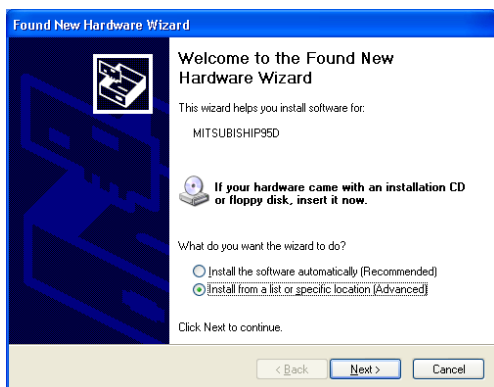 Found New Hardware Wizard
Welcome to the Found New
Hardware Wizard
This wizard helps you install software for:
MITSUBISHIP95D
If your hardware came with an installation CD
or floppy disk, insert it now.
What do you want the wizard to do?
Install the software automatically (Recommended)
Install from a list or specific location (Advanced)
Click Next to continue.
< Back Next > Cancel